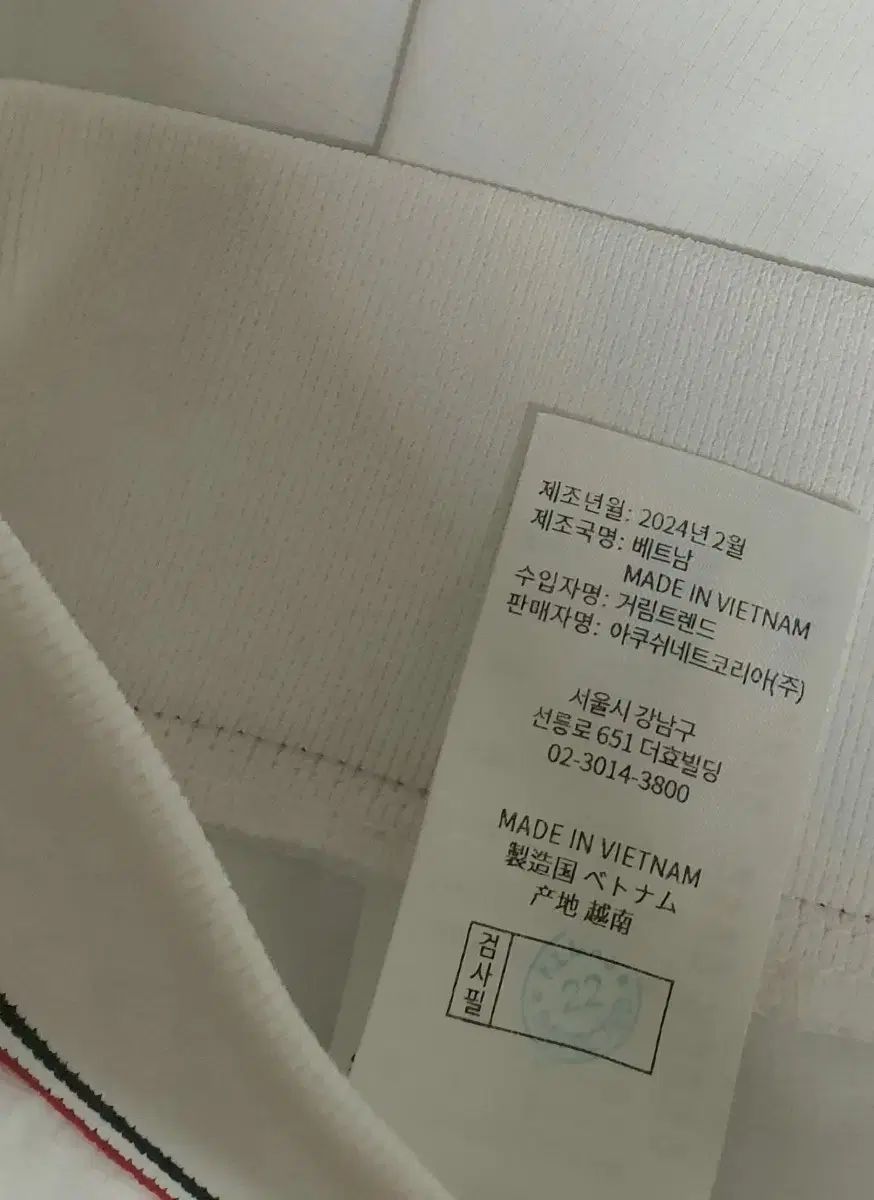 제조년월: 2024년 2월
제조국명: 베트남
MADE IN VIETNAM
수입자명: 거림트렌드
판매자명: 아쿠쉬네트코리아(주)
서울시 강남구
선릉로 651 더효빌딩
02-3014-3800
MADE IN VIETNAM
製造国 ベトナム
产地 越南
검사필
22